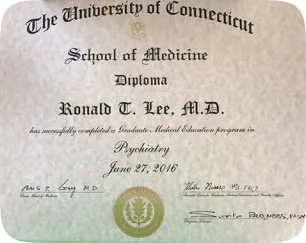 The University of Connecticut
School of Medicine
Diploma
Ronald T. Lee, M.D.
has successfully completed a Graduate Medical Education program in
Psychiatry
June 27, 2016
M.D.
MD